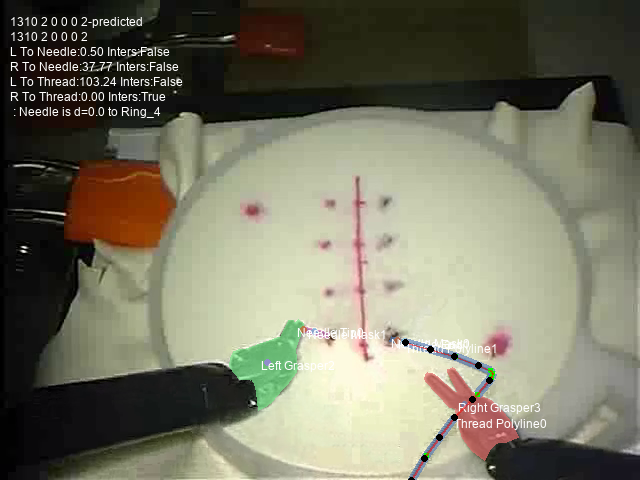 1310 2 0 0 0 2-predicted
1310 2 0 0 0 2
L To Needle:0.50 Inters:False
R To Needle:37.77 Inters:False
L To Thread:103.24 Inters:False
R To Thread:0.00 Inters:True
: Needle is d=0.0 to Ring_4
Thread Polyline1
Left Grasper2
Right Grasper3
Thread Polyline0